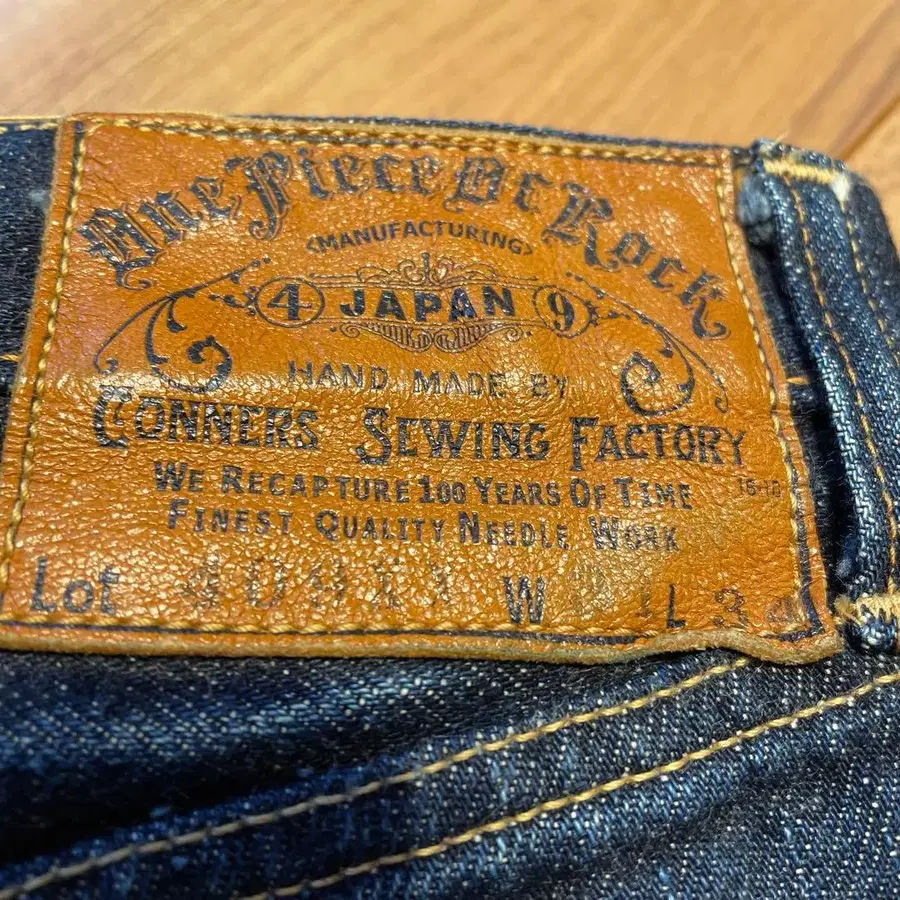 One Piece Of Rock
<MANUFACTURING>
4 JAPAN 9
HAND MADE BY
CONNERS SEWING FACTORY
WE RECAPTURE 100 YEARS OF TIME
FINEST QUALITY NEEDLE WORK
Lot W L 34